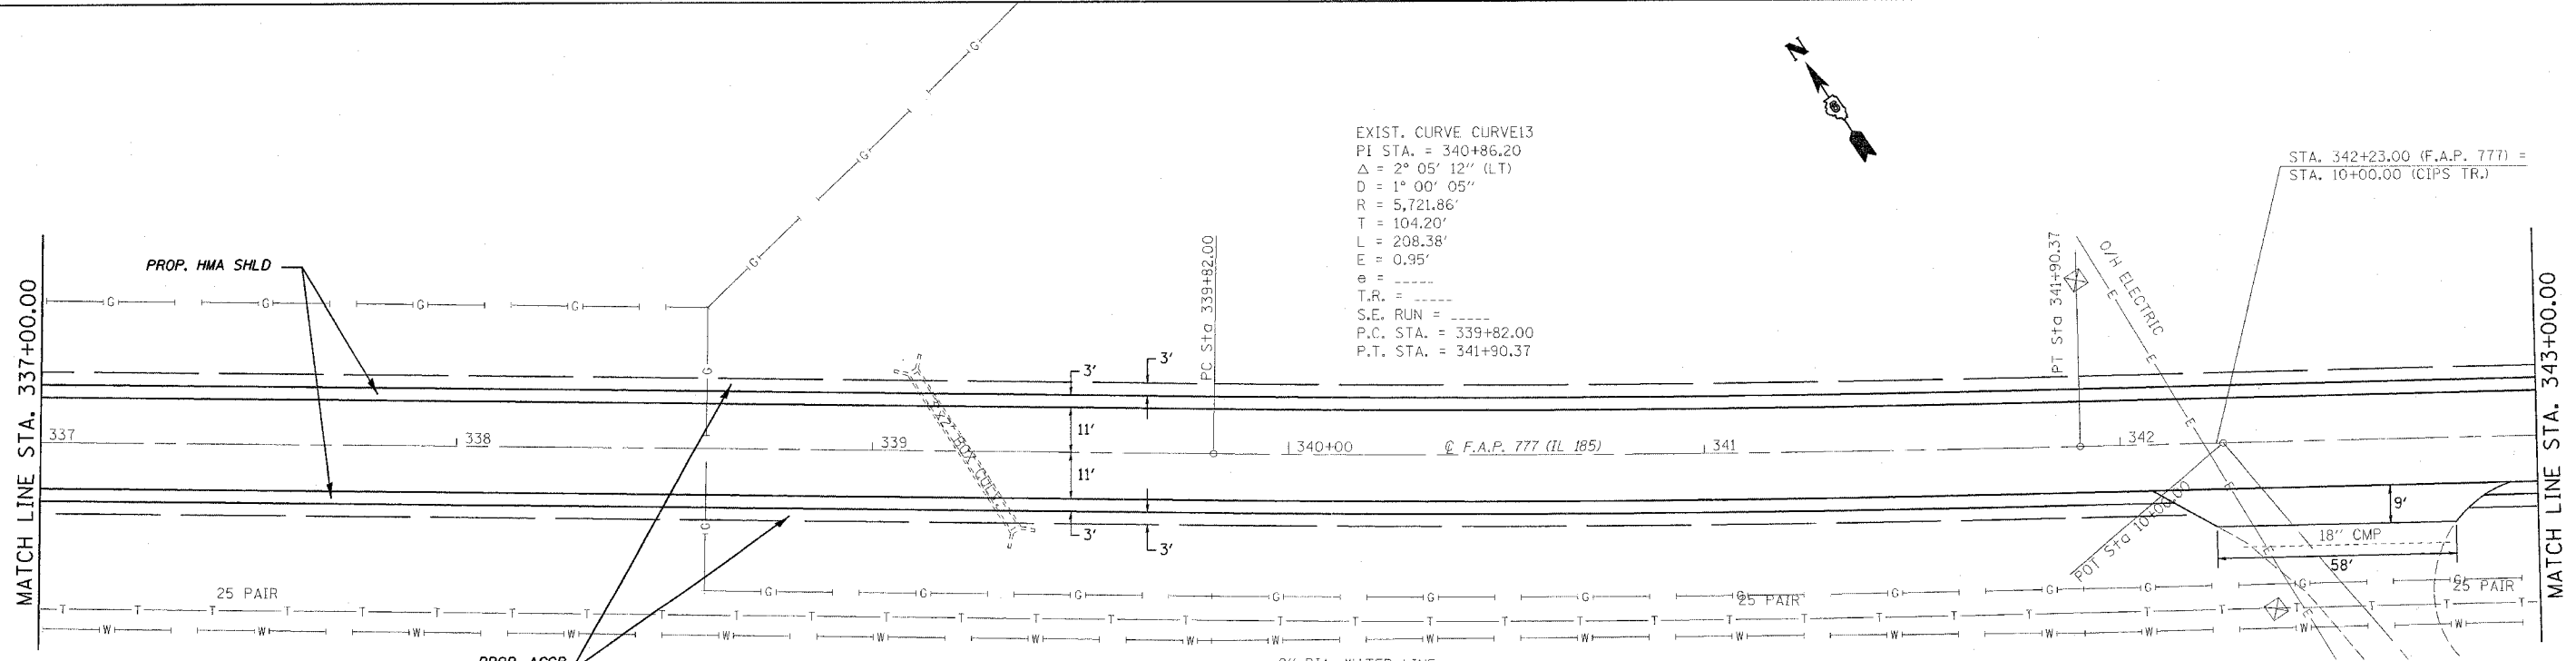 EXIST. CURVE CURVE13
PI STA. = 340+86.20
Δ = 2° 05' 12" (LT)
D = 1° 00' 05"
R = 5,721.86'
T = 104.20'
L = 208.38'
E = 0.95'
e = -----
T.R. = -----
S.E. RUN = -----
P.C. STA. = 339+82.00
P.T. STA. = 341+90.37
N
STA. 342+23.00 (F.A.P. 777) =
STA. 10+00.00 (CIPS TR.)
PROP. HMA SHLD
MATCH LINE STA. 337+00.00
PC Sta 339+82.00
PT Sta 341+90.37
O/H ELECTRIC
MATCH LINE STA. 343+00.00
3'
3'
337
338
339
BOX CULV
11'
11'
340+00
℄ F.A.P. 777 (IL 185)
341
342
3'
3'
POT Sta 10+00.00
9'
18" CMP
58'
25 PAIR
25 PAIR
25 PAIR
G
T
W
E